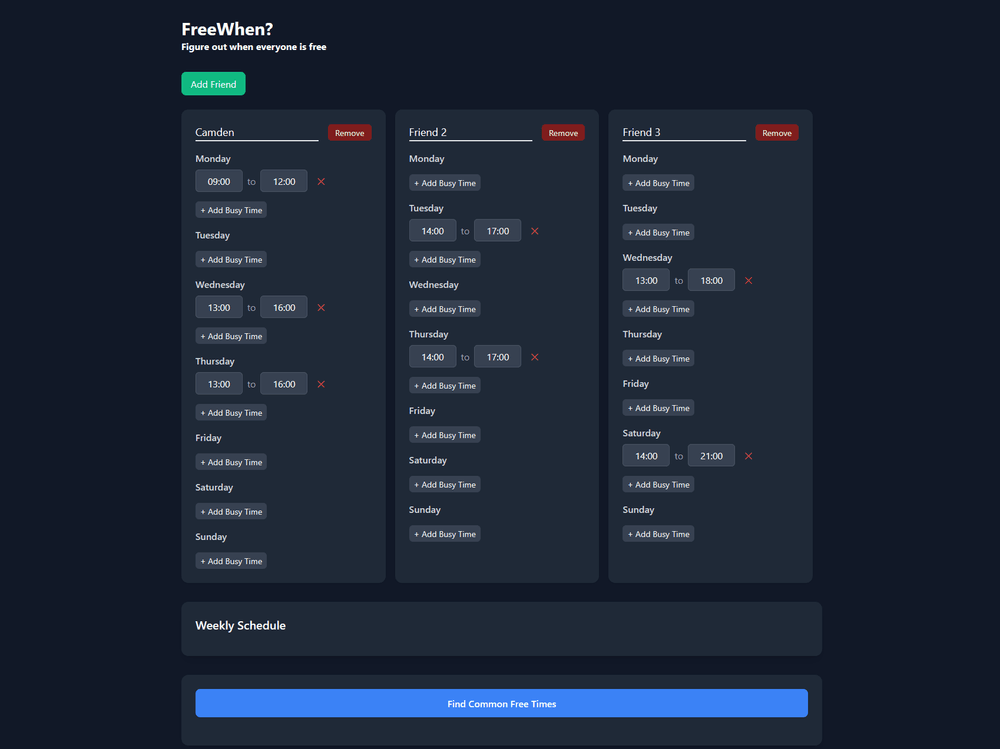 FreeWhen?
Figure out when everyone is free
Add Friend
Camden
Remove
Monday
09:00 to 12:00 ×
+ Add Busy Time
Tuesday
+ Add Busy Time
Wednesday
13:00 to 16:00 ×
+ Add Busy Time
Thursday
13:00 to 16:00 ×
+ Add Busy Time
Friday
+ Add Busy Time
Saturday
+ Add Busy Time
Sunday
+ Add Busy Time
Friend 2
Remove
Monday
+ Add Busy Time
Tuesday
14:00 to 17:00 ×
+ Add Busy Time
Wednesday
+ Add Busy Time
Thursday
14:00 to 17:00 ×
+ Add Busy Time
Friday
+ Add Busy Time
Saturday
+ Add Busy Time
Sunday
+ Add Busy Time
Friend 3
Remove
Monday
+ Add Busy Time
Tuesday
+ Add Busy Time
Wednesday
13:00 to 18:00 ×
+ Add Busy Time
Thursday
+ Add Busy Time
Friday
+ Add Busy Time
Saturday
14:00 to 21:00 ×
+ Add Busy Time
Sunday
+ Add Busy Time
Weekly Schedule
Find Common Free Times